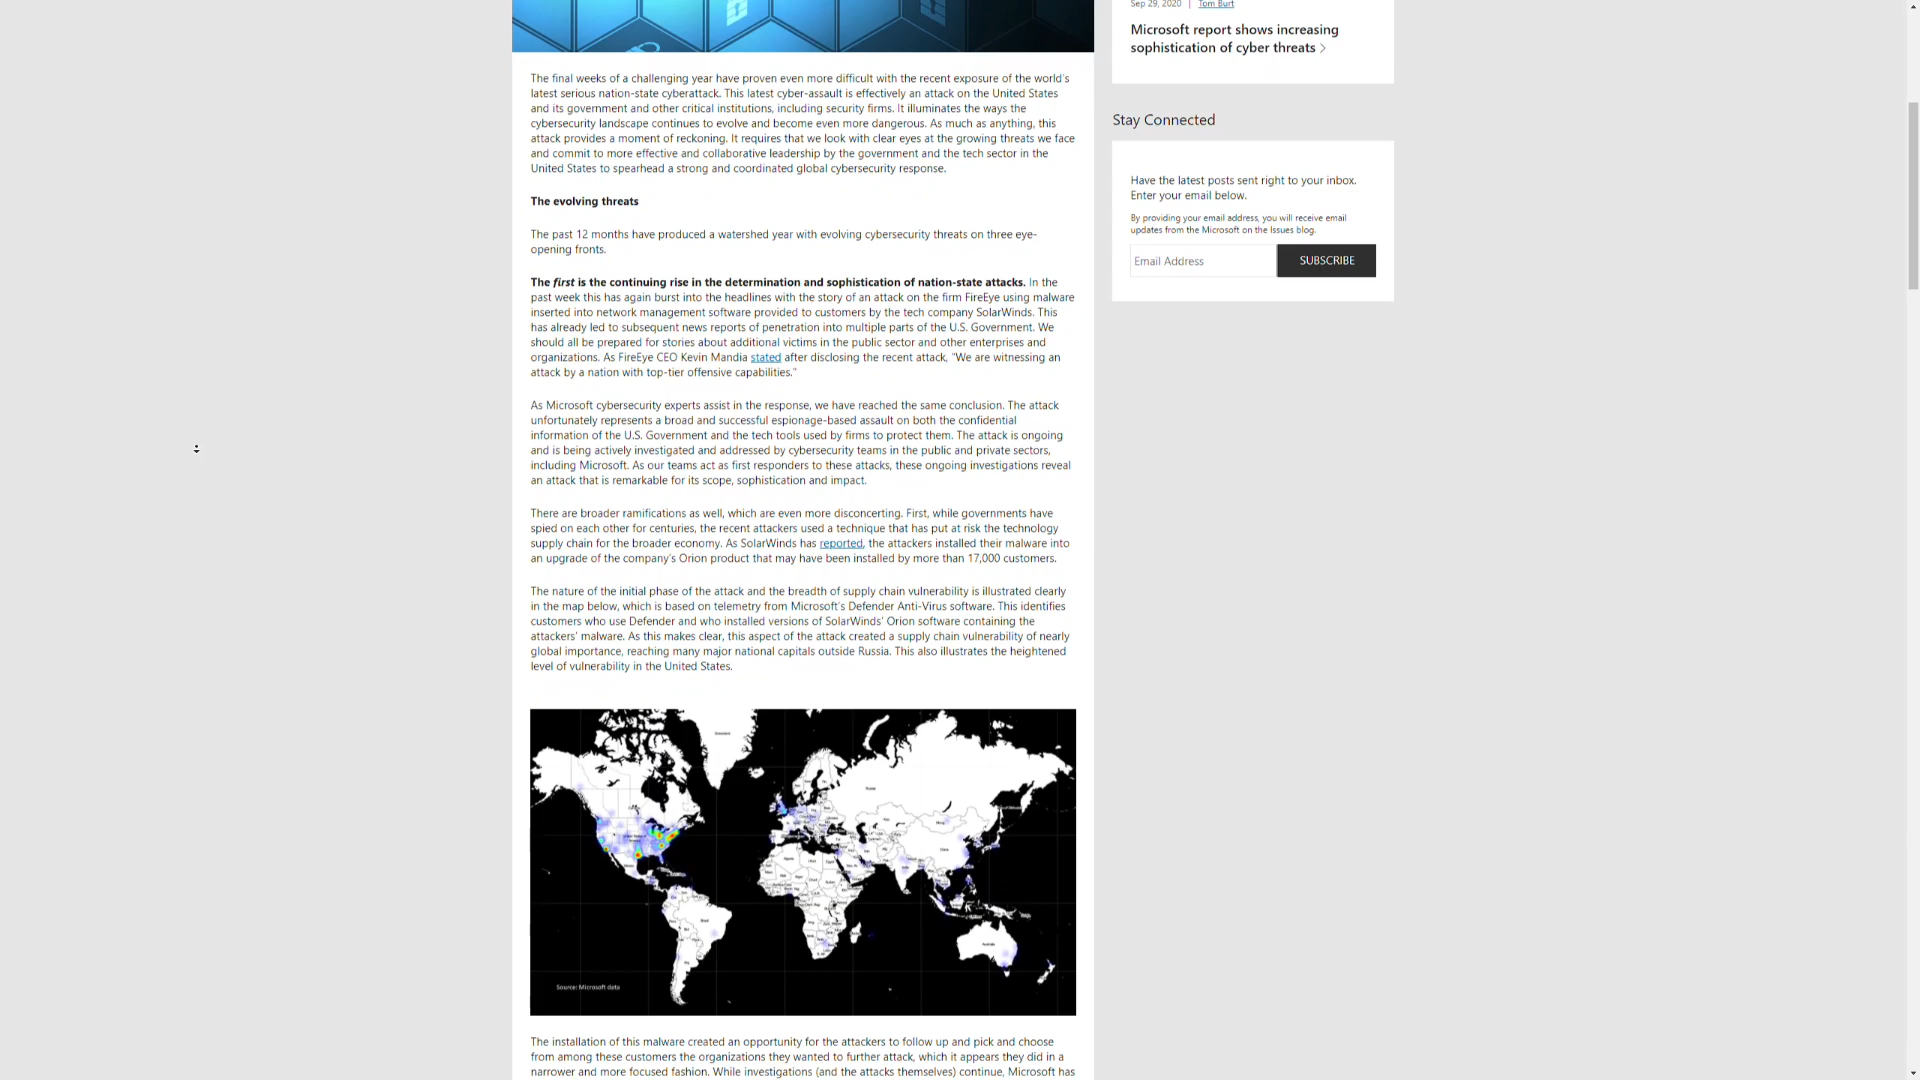 Sep 29, 2020 | Tom Burt
Microsoft report shows increasing
sophistication of cyber threats
Stay Connected
Have the latest posts sent right to your inbox.
Enter your email below.
By providing your email address, you will receive email
updates from the Microsoft on the Issues blog.
Email Address
SUBSCRIBE
The final weeks of a challenging year have proven even more difficult with the recent exposure of the world's
latest serious nation-state cyberattack. This latest cyber-assault is effectively an attack on the United States
and its government and other critical institutions, including security firms. It illuminates the ways the
cybersecurity landscape continues to evolve and become even more dangerous. As much as anything, this
attack provides a moment of reckoning. It requires that we look with clear eyes at the growing threats we face
and commit to more effective and collaborative leadership by the government and the tech sector in the
United States to spearhead a strong and coordinated global cybersecurity response.
The evolving threats
The past 12 months have produced a watershed year with evolving cybersecurity threats on three eye-
opening fronts.
The first is the continuing rise in the determination and sophistication of nation-state attacks. In the
past week this has again burst into the headlines with the story of an attack on the firm FireEye using malware
inserted into network management software provided to customers by the tech company SolarWinds. This
has already led to subsequent news reports of penetration into multiple parts of the U.S. Government. We
should all be prepared for stories about additional victims in the public sector and other enterprises and
organizations. As FireEye CEO Kevin Mandia stated after disclosing the recent attack, "We are witnessing an
attack by a nation with top-tier offensive capabilities."
As Microsoft cybersecurity experts assist in the response, we have reached the same conclusion. The attack
unfortunately represents a broad and successful espionage-based assault on both the confidential
information of the U.S. Government and the tech tools used by firms to protect them. The attack is ongoing
and is being actively investigated and addressed by cybersecurity teams in the public and private sectors,
including Microsoft. As our teams act as first responders to these attacks, these ongoing investigations reveal
an attack that is remarkable for its scope, sophistication and impact.
There are broader ramifications as well, which are even more disconcerting. First, while governments have
spied on each other for centuries, the recent attackers used a technique that has put at risk the technology
supply chain for the broader economy. As SolarWinds has reported, the attackers installed their malware into
an upgrade of the company's Orion product that may have been installed by more than 17,000 customers.
The nature of the initial phase of the attack and the breadth of supply chain vulnerability is illustrated clearly
in the map below, which is based on telemetry from Microsoft's Defender Anti-Virus software. This identifies
customers who use Defender and who installed versions of SolarWinds' Orion software containing the
attackers' malware. As this makes clear, this aspect of the attack created a supply chain vulnerability of nearly
global importance, reaching many major national capitals outside Russia. This also illustrates the heightened
level of vulnerability in the United States.
Greenland
Russia
China
Brazil
Australia
Source: Microsoft data
The installation of this malware created an opportunity for the attackers to follow up and pick and choose
from among these customers the organizations they wanted to further attack, which it appears they did in a
narrower and more focused fashion. While investigations (and the attacks themselves) continue, Microsoft has